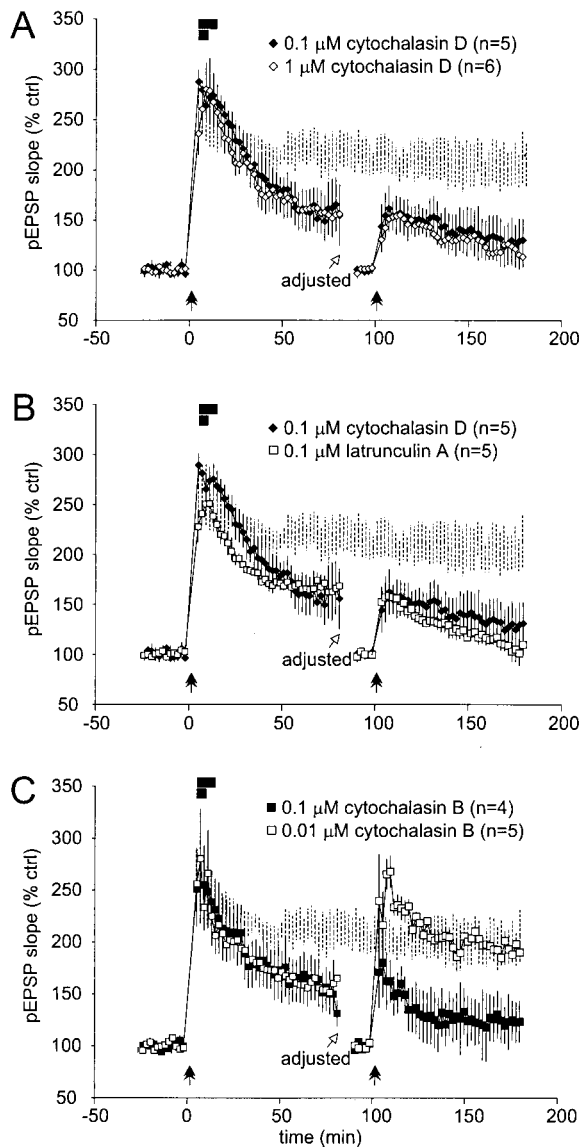 A
0.1 μM cytochalasin D (n=5)
1 μM cytochalasin D (n=6)
pEPSP slope (% ctrl)
350
300
250
200
150
100
50
adjusted
-50
0
50
100
150
200
B
0.1 μM cytochalasin D (n=5)
0.1 μM latrunculin A (n=5)
pEPSP slope (% ctrl)
350
300
250
200
150
100
50
adjusted
-50
0
50
100
150
200
C
0.1 μM cytochalasin B (n=4)
0.01 μM cytochalasin B (n=5)
pEPSP slope (% ctrl)
350
300
250
200
150
100
50
adjusted
-50
0
50
100
150
200
time (min)